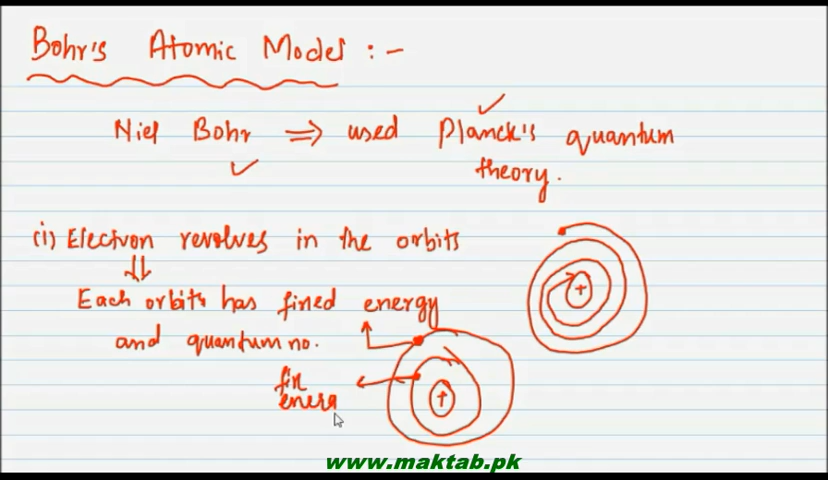 Bohr's Atomic Model :-
Niel Bohr ⇒ used Planck's quantum
theory.
(i) Electron revolves in the orbits
Each orbits has fined energy
and quantum no.
fix
energ
+
+
www.maktab.pk